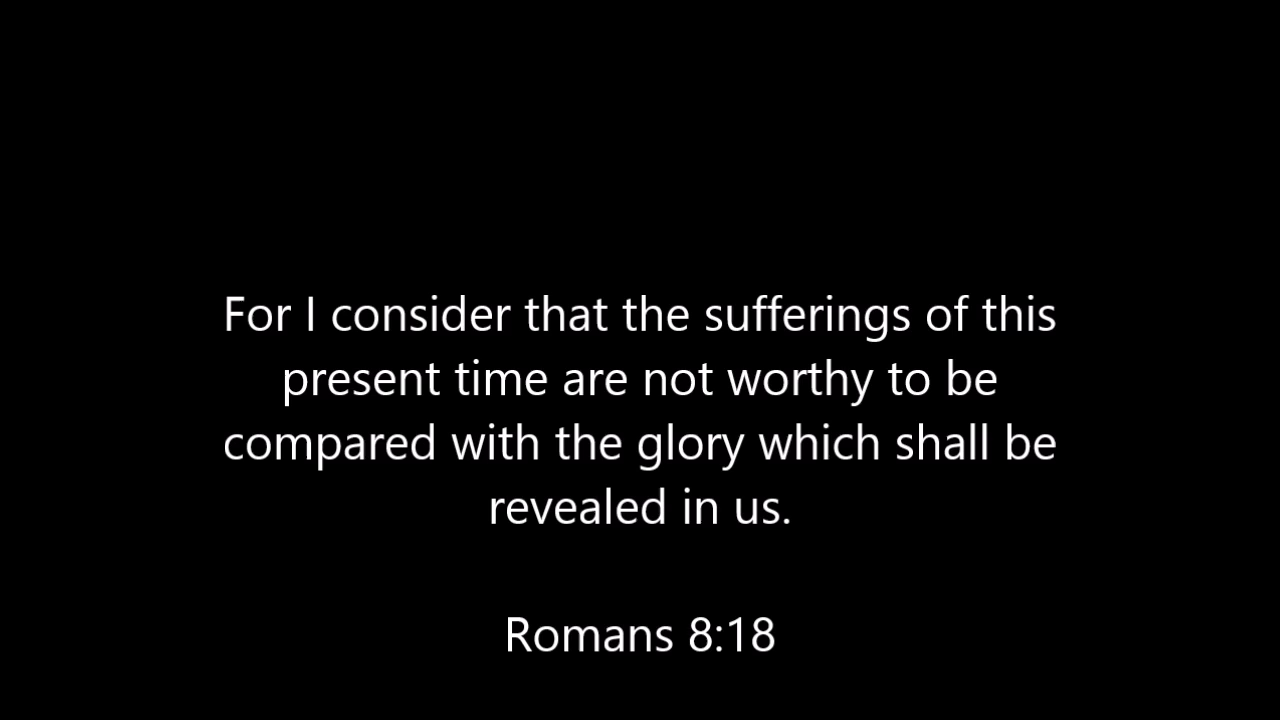 For I consider that the sufferings of this
present time are not worthy to be
compared with the glory which shall be
revealed in us.
Romans 8:18